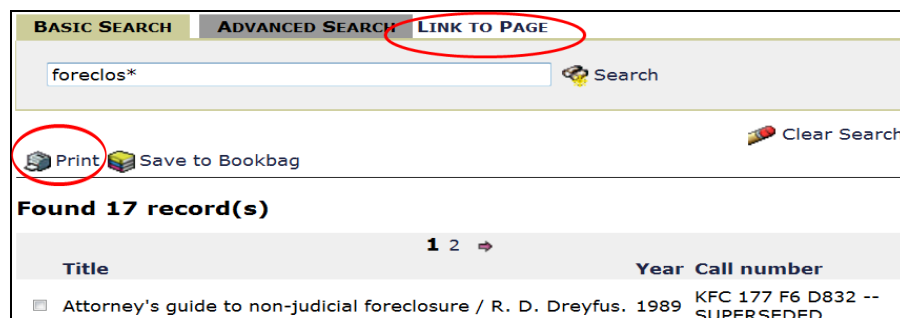 BASIC SEARCH ADVANCED SEARCH LINK TO PAGE
foreclos* Search
Clear Search
Print Save to Bookbag
Found 17 record(s)
1 2
Title Year Call number
Attorney's guide to non-judicial foreclosure / R. D. Dreyfus. 1989 KFC 177 F6 D832 --
SUPERSEDED